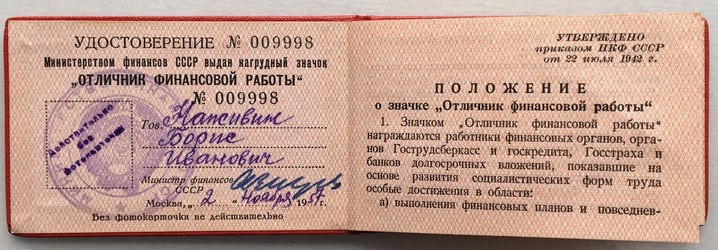 УДОСТОВЕРЕНИЕ № 009998
Министерством финансов СССР выдан нагрудный значок
„ОТЛИЧНИК ФИНАНСОВОЙ РАБОТЫ“
№ 009998
Тов. Наживин
Борис
Иванович
Действительно
без
фотокарточки
Министр финансов
СССР
Москва, „2“ ноября 195
Без фотокарточки не действительно
УТВЕРЖДЕНО
приказом НКФ СССР
от 22 июля 1942 г.
ПОЛОЖЕНИЕ
о значке „Отличник финансовой работы“
1. Значком „Отличник финансовой работы“
награждаются работники финансовых органов, орга-
нов Гострудсберкасс и госкредита, Госстраха и
банков долгосрочных вложений, показавшие на
основе развития социалистических форм труда
особые достижения в области:
а) выполнения финансовых планов и повседнев-